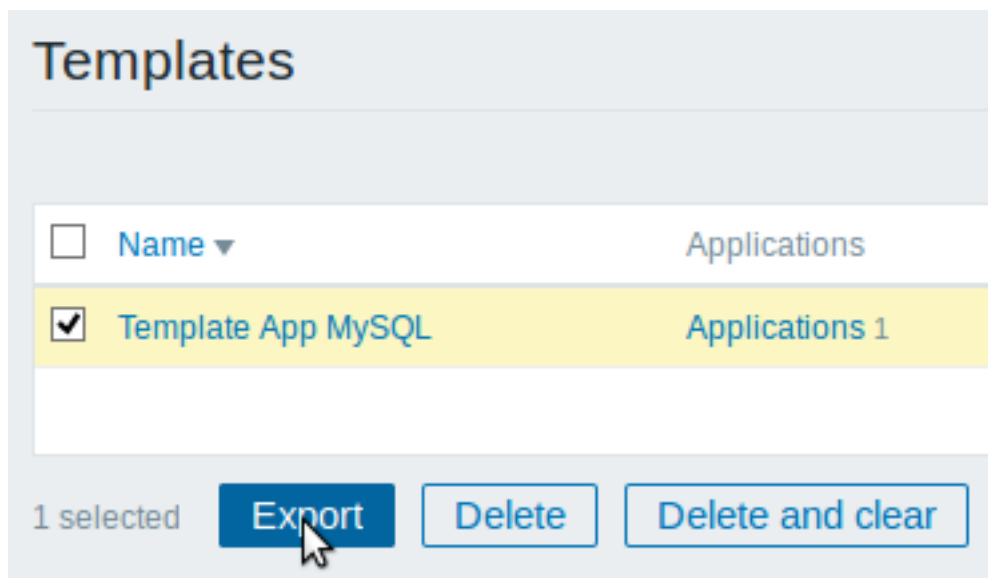 Templates
Name Applications
Template App MySQL Applications 1
1 selected Export Delete Delete and clear